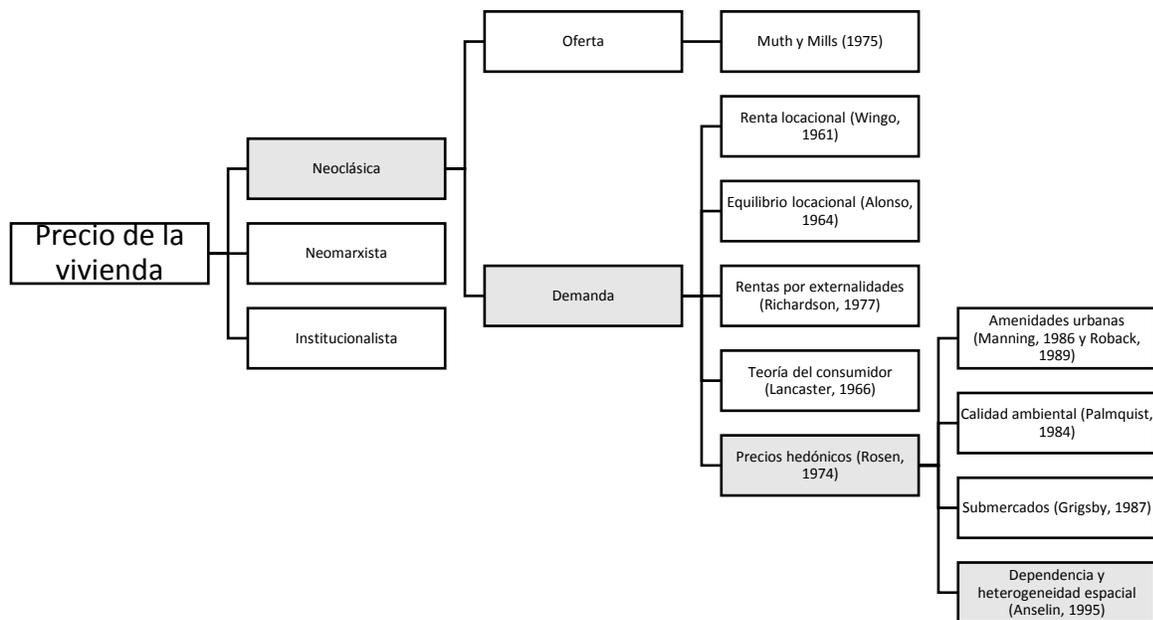 Precio de la
vivienda
Neoclásica
Neomarxista
Institucionalista
Oferta
Demanda
Muth y Mills (1975)
Renta locacional (Wingo,
1961)
Equilibrio locacional (Alonso,
1964)
Rentas por externalidades
(Richardson, 1977)
Teoría del consumidor
(Lancaster, 1966)
Precios hedónicos (Rosen,
1974)
Amenidades urbanas
(Manning, 1986 y Roback,
1989)
Calidad ambiental (Palmquist,
1984)
Submercados (Grigsby, 1987)
Dependencia y
heterogeneidad espacial
(Anselin, 1995)